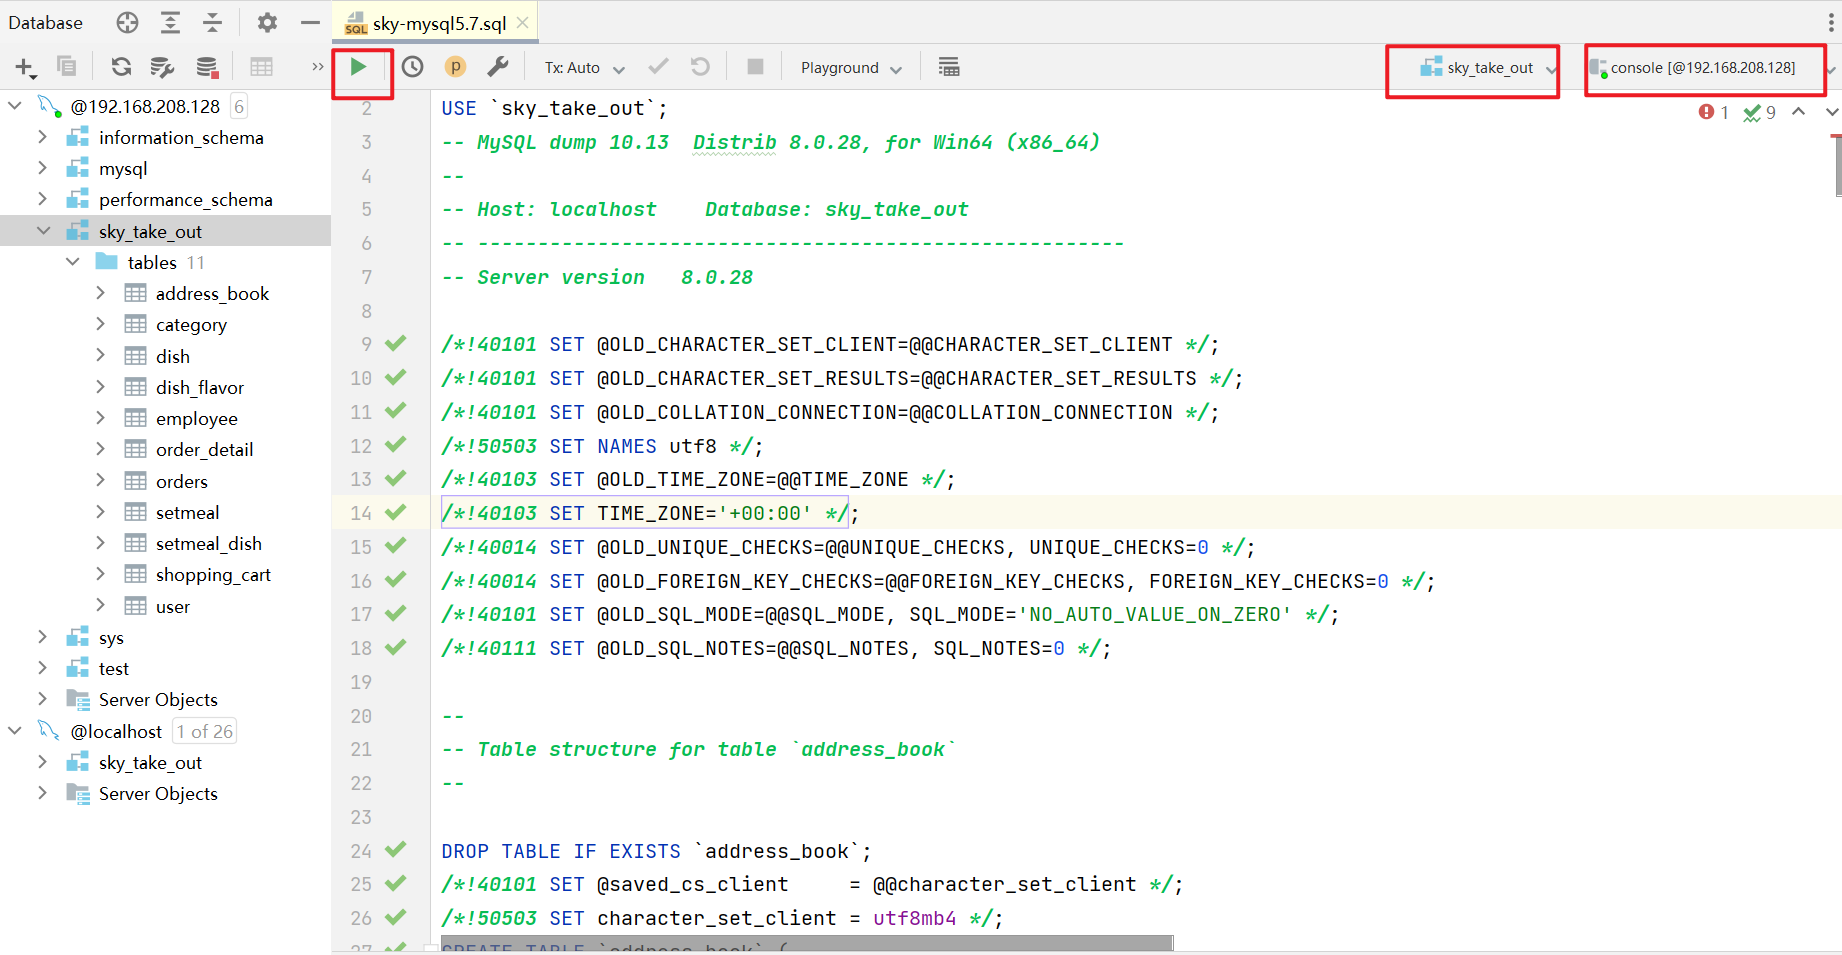 Database
sky-mysql5.7.sql
Tx: Auto
Playground
sky_take_out
console [@192.168.208.128]
@192.168.208.128 6
information_schema
mysql
performance_schema
sky_take_out
tables 11
address_book
category
dish
dish_flavor
employee
order_detail
orders
setmeal
setmeal_dish
shopping_cart
user
sys
test
Server Objects
@localhost 1 of 26
sky_take_out
Server Objects
1 9
2 USE `sky_take_out`;
3 -- MySQL dump 10.13  Distrib 8.0.28, for Win64 (x86_64)
4 --
5 -- Host: localhost    Database: sky_take_out
6 -- ------------------------------------------------------
7 -- Server version   8.0.28
8
9 /*!40101 SET @OLD_CHARACTER_SET_CLIENT=@@CHARACTER_SET_CLIENT */;
10 /*!40101 SET @OLD_CHARACTER_SET_RESULTS=@@CHARACTER_SET_RESULTS */;
11 /*!40101 SET @OLD_COLLATION_CONNECTION=@@COLLATION_CONNECTION */;
12 /*!50503 SET NAMES utf8 */;
13 /*!40103 SET @OLD_TIME_ZONE=@@TIME_ZONE */;
14 /*!40103 SET TIME_ZONE='+00:00' */;
15 /*!40014 SET @OLD_UNIQUE_CHECKS=@@UNIQUE_CHECKS, UNIQUE_CHECKS=0 */;
16 /*!40014 SET @OLD_FOREIGN_KEY_CHECKS=@@FOREIGN_KEY_CHECKS, FOREIGN_KEY_CHECKS=0 */;
17 /*!40101 SET @OLD_SQL_MODE=@@SQL_MODE, SQL_MODE='NO_AUTO_VALUE_ON_ZERO' */;
18 /*!40111 SET @OLD_SQL_NOTES=@@SQL_NOTES, SQL_NOTES=0 */;
19
20 --
21 -- Table structure for table `address_book`
22 --
23
24 DROP TABLE IF EXISTS `address_book`;
25 /*!40101 SET @saved_cs_client     = @@character_set_client */;
26 /*!50503 SET character_set_client = utf8mb4 */;
27 CREATE TABLE `address_book` (